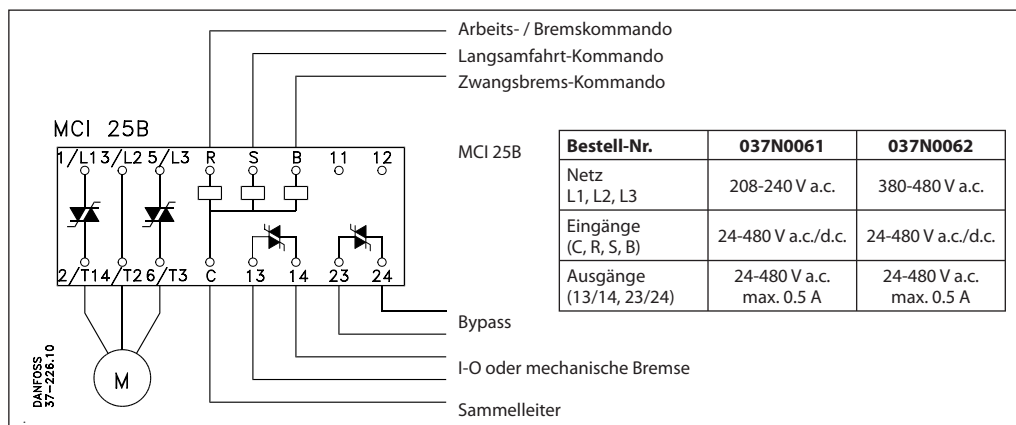 Arbeits- / Bremskommando
Langsamfahrt-Kommando
Zwangsbrems-Kommando
MCI 25B
1/L1 3/L2 5/L3 R S B 11 12
2/T1 4/T2 6/T3 C 13 14 23 24
M
DANFOSS
37-226.10
MCI 25B
Bestell-Nr. 037N0061 037N0062
Netz
L1, L2, L3 208-240 V a.c. 380-480 V a.c.
Eingänge
(C, R, S, B) 24-480 V a.c./d.c. 24-480 V a.c./d.c.
Ausgänge
(13/14, 23/24) 24-480 V a.c.
max. 0.5 A 24-480 V a.c.
max. 0.5 A
Bypass
I-O oder mechanische Bremse
Sammelleiter